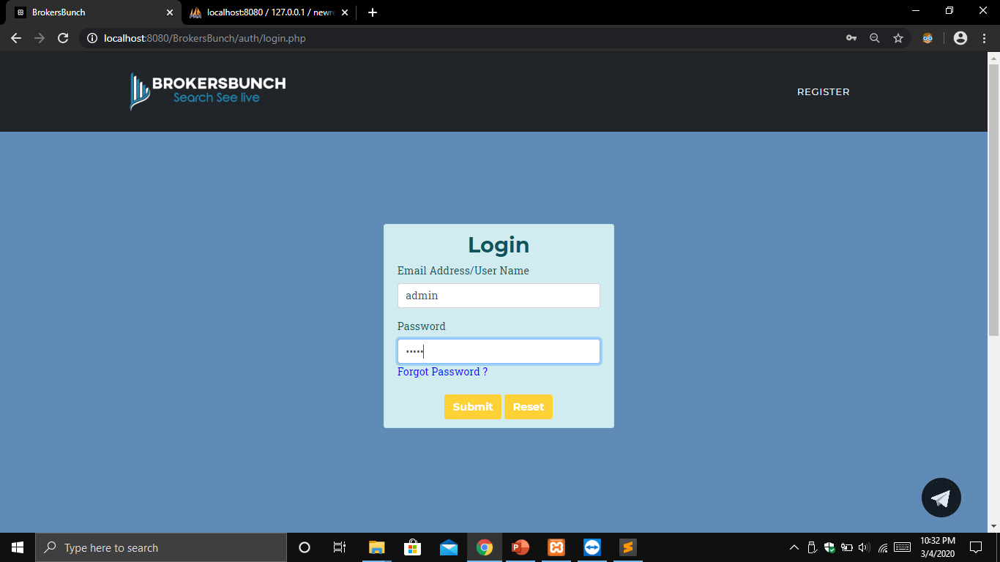 BrokersBunch
localhost:8080 / 127.0.0.1 / newre
localhost:8080/BrokersBunch/auth/login.php
BROKERSBUNCH
Search See live
REGISTER
Login
Email Address/User Name
admin
Password
•••••
Forgot Password ?
Submit Reset
Type here to search
10:32 PM
3/4/2020